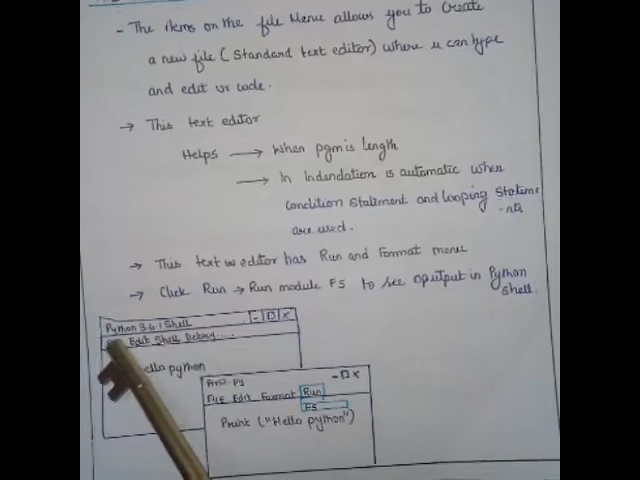 - The items on the file Menu allows you to create
a new file (Standard text editor) where u can type
and edit ur code.
→ This text editor
Helps → When pgm is length
→ In Indendation is automatic when
condition statement and looping Stateme
-nts
are used.
→ This text editor has Run and Format menu
→ Click Run → Run module F5 to see output in Python
Shell.
Python 3.6.1 Shell
Edit Shell Debug....
ello python
First.py
File Edit Format Run
F5
Print ("Hello python")